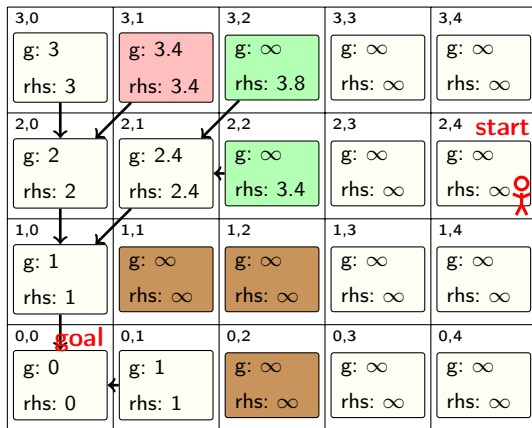 3,0 3,1 3,2 3,3 3,4
g: 3 g: 3.4 g: ∞ g: ∞ g: ∞
rhs: 3 rhs: 3.4 rhs: 3.8 rhs: ∞ rhs: ∞
2,0 2,1 2,2 2,3 2,4 start
g: 2 g: 2.4 g: ∞ g: ∞ g: ∞
rhs: 2 rhs: 2.4 rhs: 3.4 rhs: ∞ rhs: ∞
1,0 1,1 1,2 1,3 1,4
g: 1 g: ∞ g: ∞ g: ∞ g: ∞
rhs: 1 rhs: ∞ rhs: ∞ rhs: ∞ rhs: ∞
0,0 goal 0,1 0,2 0,3 0,4
g: 0 g: 1 g: ∞ g: ∞ g: ∞
rhs: 0 rhs: 1 rhs: ∞ rhs: ∞ rhs: ∞